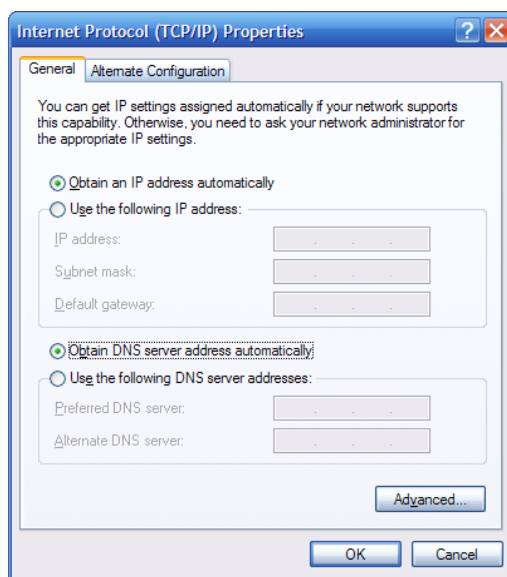 Internet Protocol (TCP/IP) Properties
General
Alternate Configuration
You can get IP settings assigned automatically if your network supports
this capability. Otherwise, you need to ask your network administrator for
the appropriate IP settings.
Obtain an IP address automatically
Use the following IP address:
IP address:
Subnet mask:
Default gateway:
Obtain DNS server address automatically
Use the following DNS server addresses:
Preferred DNS server:
Alternate DNS server:
Advanced...
OK
Cancel